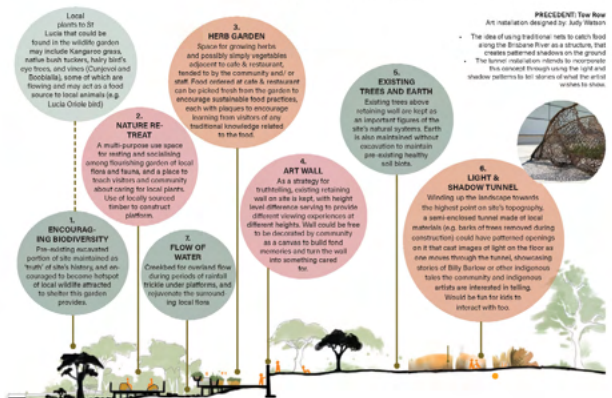 Local
plants to St
Lucia that could be
found in the wildlife garden
may include Kangaroo grass,
native bush tuckers, hairy bird's
eye trees, and vines (Cunjevoi and
Boobialla), some of which are
flowering and may act as a food
source to local animals (e.g.
Lucia Oriole bird)
1.
ENCOURAG-
ING BIODIVERSITY
Pre-existing excavated
portion of site maintained as
'truth' of site's history, and en-
couraged to become hotspot
of local wildlife attracted
to shelter this garden
provides.
2.
NATURE RE-
TREAT
A multi-purpose use space
for resting and socialising
among flourishing garden of local
flora and fauna, and a place to
teach visitors and community
about caring for local plants.
Use of locally sourced
timber to construct
platform.
7.
FLOW OF
WATER
Creekbed for overland flow
during periods of rainfall
trickle under platforms, and
rejuvenate the surround
ing local flora
3.
HERB GARDEN
Space for growing herbs
and possibly simply vegetables
adjacent to cafe & restaurant,
tended to by the community and/ or
staff. Food ordered at cafe & restaurant
can be picked fresh from the garden to
encourage sustainable food practices,
each with plaques to encourage
learning from visitors of any
traditional knowledge related
to the food.
4.
ART WALL
As a strategy for
truthtelling, existing retaining
wall on site is kept, with height
level difference serving to provide
different viewing experiences at
different heights. Wall could be free
to be decorated by community
as a canvas to build fond
memories and turn the wall
into something cared
for.
5.
EXISTING
TREES AND EARTH
Existing trees above
retaining wall are kept as
an important figures of the
site's natural systems. Earth
is also maintained without
excavation to maintain
pre-existing healthy
soil biota.
6.
LIGHT &
SHADOW TUNNEL
Winding up the landscape towards
the highest point on site's topography,
a semi-enclosed tunnel made of local
materials (e.g. barks of trees removed during
construction) could have patterned openings
on it that cast images of light on the floor as
one moves through the tunnel, showcasing
stories of Billy Barlow or other indigenous
tales the community and indigenous
artists are interested in telling.
Would be fun for kids to
interact with too.
PRECEDENT: Tow Row
Art installation designed by: Judy Watson
• The idea of using traditional nets to catch food
along the Brisbane River as a structure, that
creates patterned shadows on the ground
• The tunnel installation intends to incorporate
this concept through using the light and
shadow patterns to tell stories of what the artist
wishes to show.